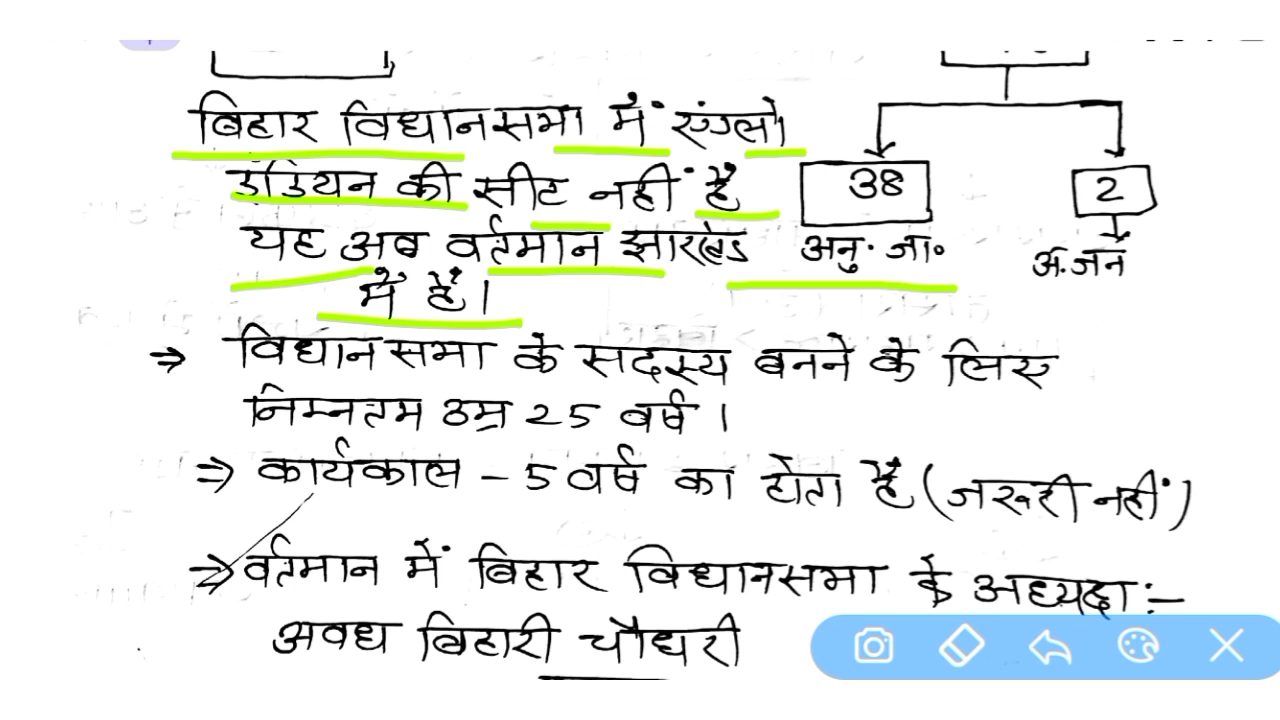 बिहार विधानसभा में एंग्लो
इंडियन की सीट नहीं है
यह अब वर्तमान झारखंड
में है।
38
2
अनु. जा.
अ.जन
⇒ विधानसभा के सदस्य बनने के लिए
निम्नतम उम्र 25 वर्ष।
⇒ कार्यकाल - 5 वर्ष का होता है (जरूरी नहीं)
⇒ वर्तमान में बिहार विधानसभा के अध्यक्ष :-
अवध बिहारी चौधरी